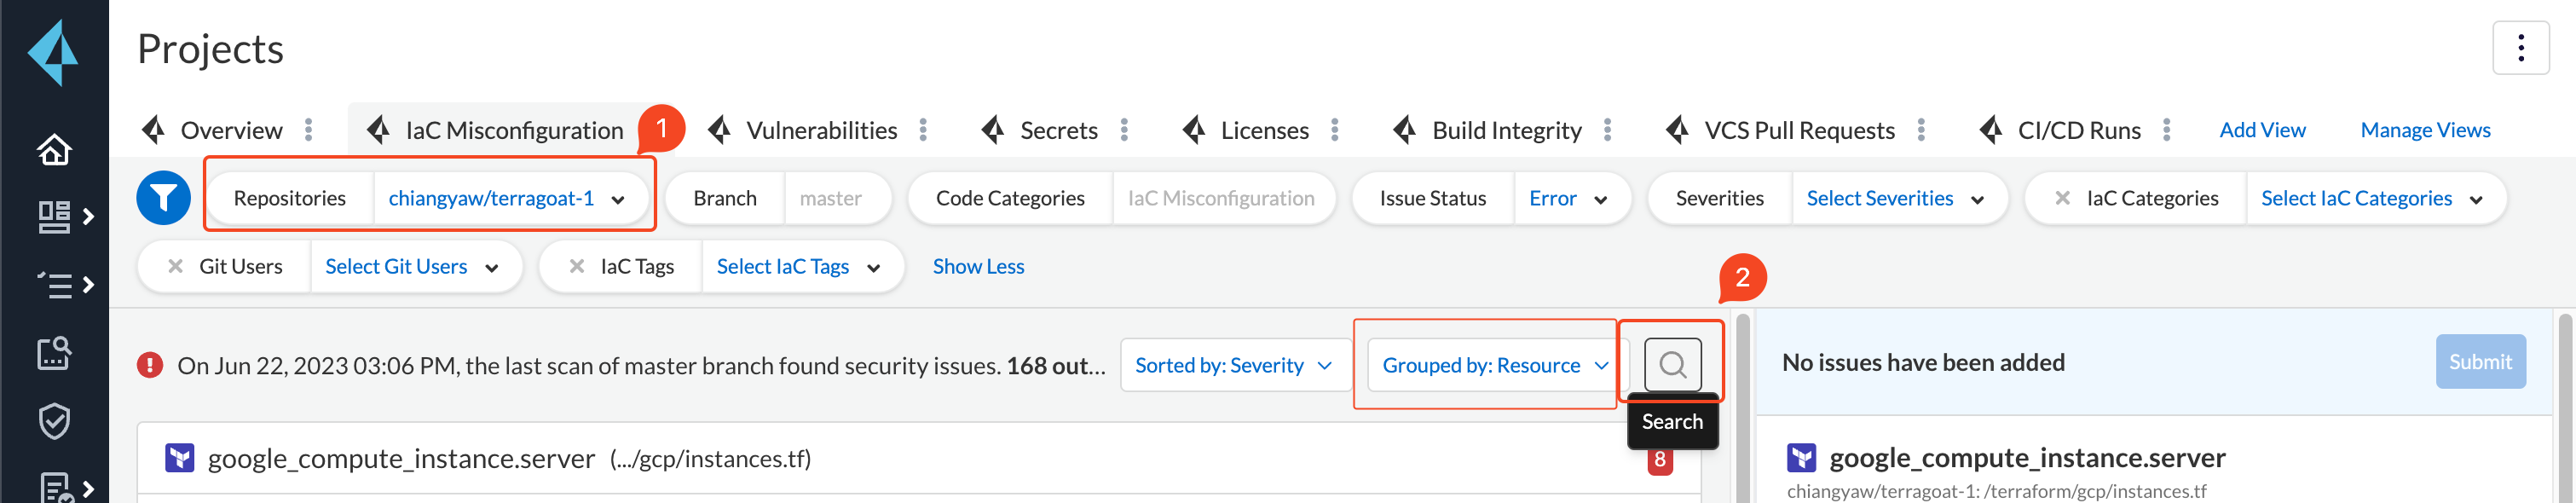 Projects
Overview
IaC Misconfiguration
1
Vulnerabilities
Secrets
Licenses
Build Integrity
VCS Pull Requests
CI/CD Runs
Add View
Manage Views
Repositories chiangyaw/terragoat-1
Branch master
Code Categories IaC Misconfiguration
Issue Status Error
Severities Select Severities
IaC Categories Select IaC Categories
Git Users Select Git Users
IaC Tags Select IaC Tags
Show Less
2
On Jun 22, 2023 03:06 PM, the last scan of master branch found security issues. 168 out...
Sorted by: Severity
Grouped by: Resource
Search
No issues have been added
Submit
google_compute_instance.server (.../gcp/instances.tf)
8
google_compute_instance.server
chiangyaw/terragoat-1: /terraform/gcp/instances.tf